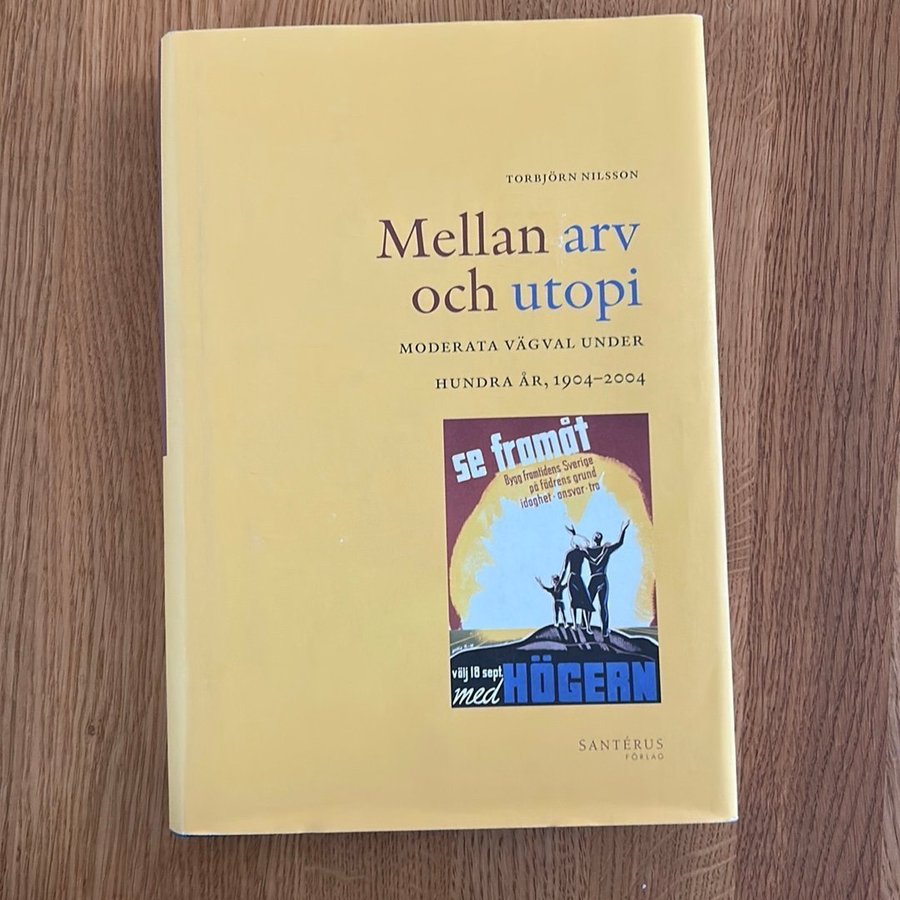 TORBJÖRN NILSSON
Mellan arv
och utopi
MODERATA VÄGVAL UNDER
HUNDRA ÅR, 1904–2004
se framåt
Bygg framtidens Sverige
på fädrens grund
idoghet · ansvar · tro
välj 18 sept.
med HÖGERN
SANTÉRUS
FÖRLAG